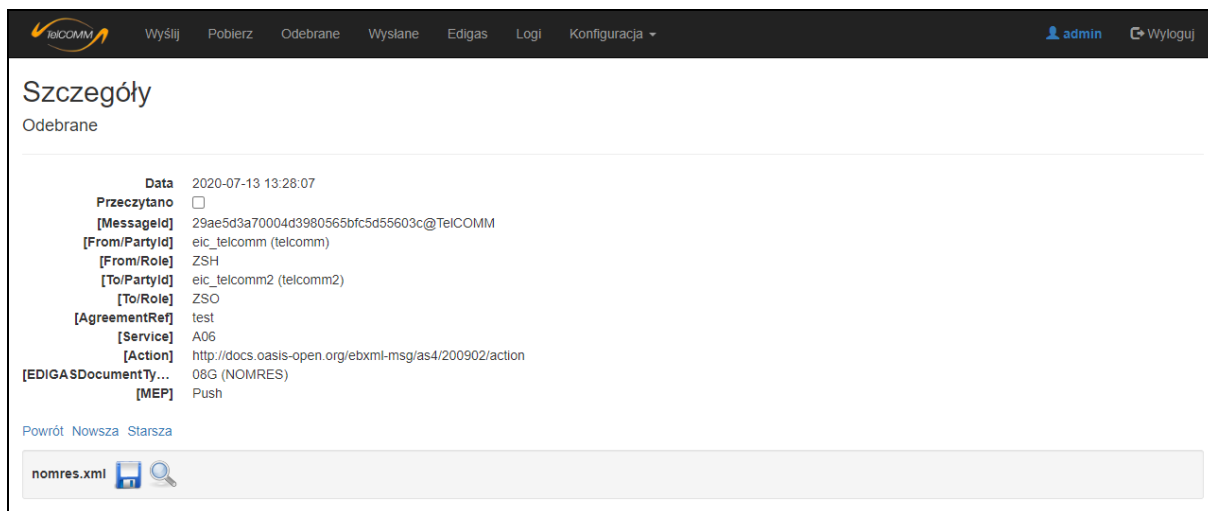 TelCOMM Wyślij Pobierz Odebrane Wysłane Edigas Logi Konfiguracja admin Wyloguj
Szczegóły
Odebrane
Data 2020-07-13 13:28:07
Przeczytano
[MessageId] 29ae5d3a70004d3980565bfc5d55603c@TelCOMM
[From/PartyId] eic_telcomm (telcomm)
[From/Role] ZSH
[To/PartyId] eic_telcomm2 (telcomm2)
[To/Role] ZSO
[AgreementRef] test
[Service] A06
[Action] http://docs.oasis-open.org/ebxml-msg/as4/200902/action
[EDIGASDocumentTy... 08G (NOMRES)
[MEP] Push
Powrót Nowsza Starsza
nomres.xml